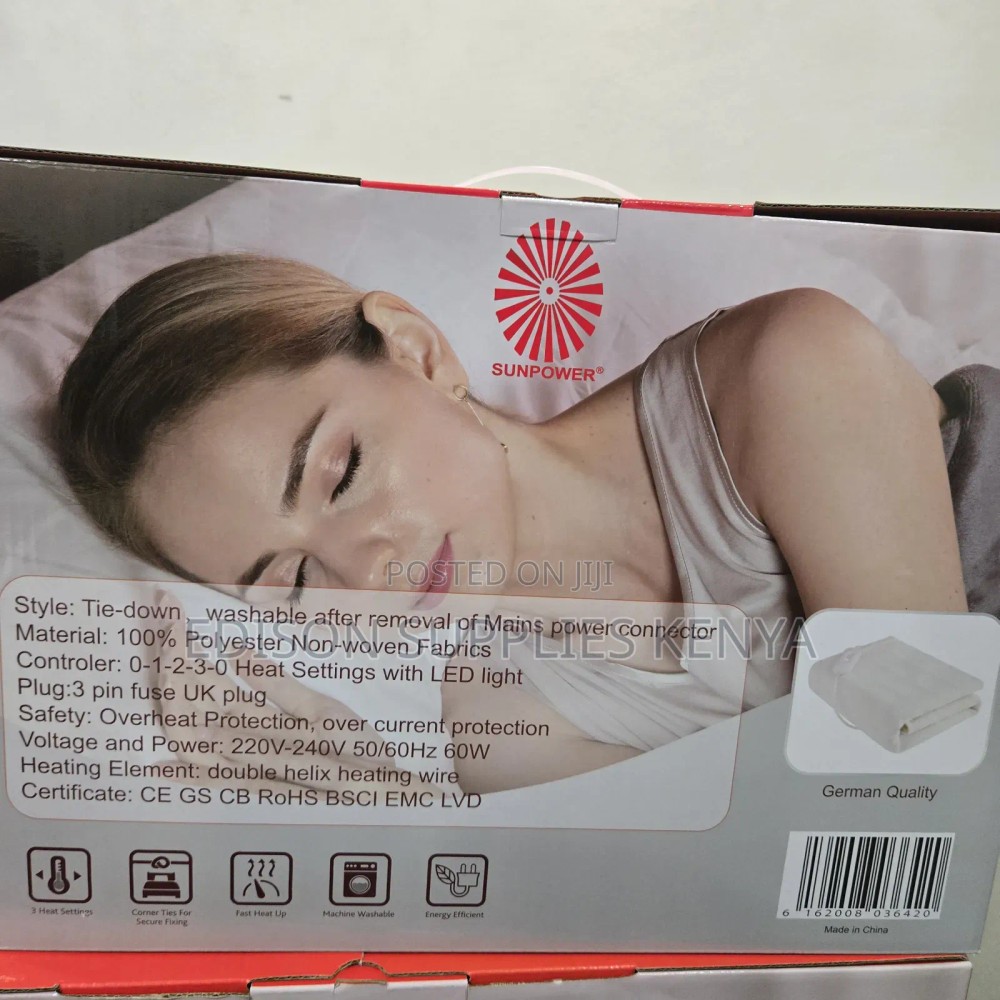 SUNPOWER®
POSTED ON JIJI
EDISON SUPPLIES KENYA
Style: Tie-down , washable after removal of Mains power connector
Material: 100% Polyester Non-woven Fabrics
Controler: 0-1-2-3-0 Heat Settings with LED light
Plug:3 pin fuse UK plug
Safety: Overheat Protection, over current protection
Voltage and Power: 220V-240V 50/60Hz 60W
Heating Element: double helix heating wire
Certificate: CE GS CB RoHS BSCI EMC LVD
German Quality
3 Heat Settings
Corner Ties For
Secure Fixing
Fast Heat Up
Machine Washable
Energy Efficient
6 162008 036420
Made in China